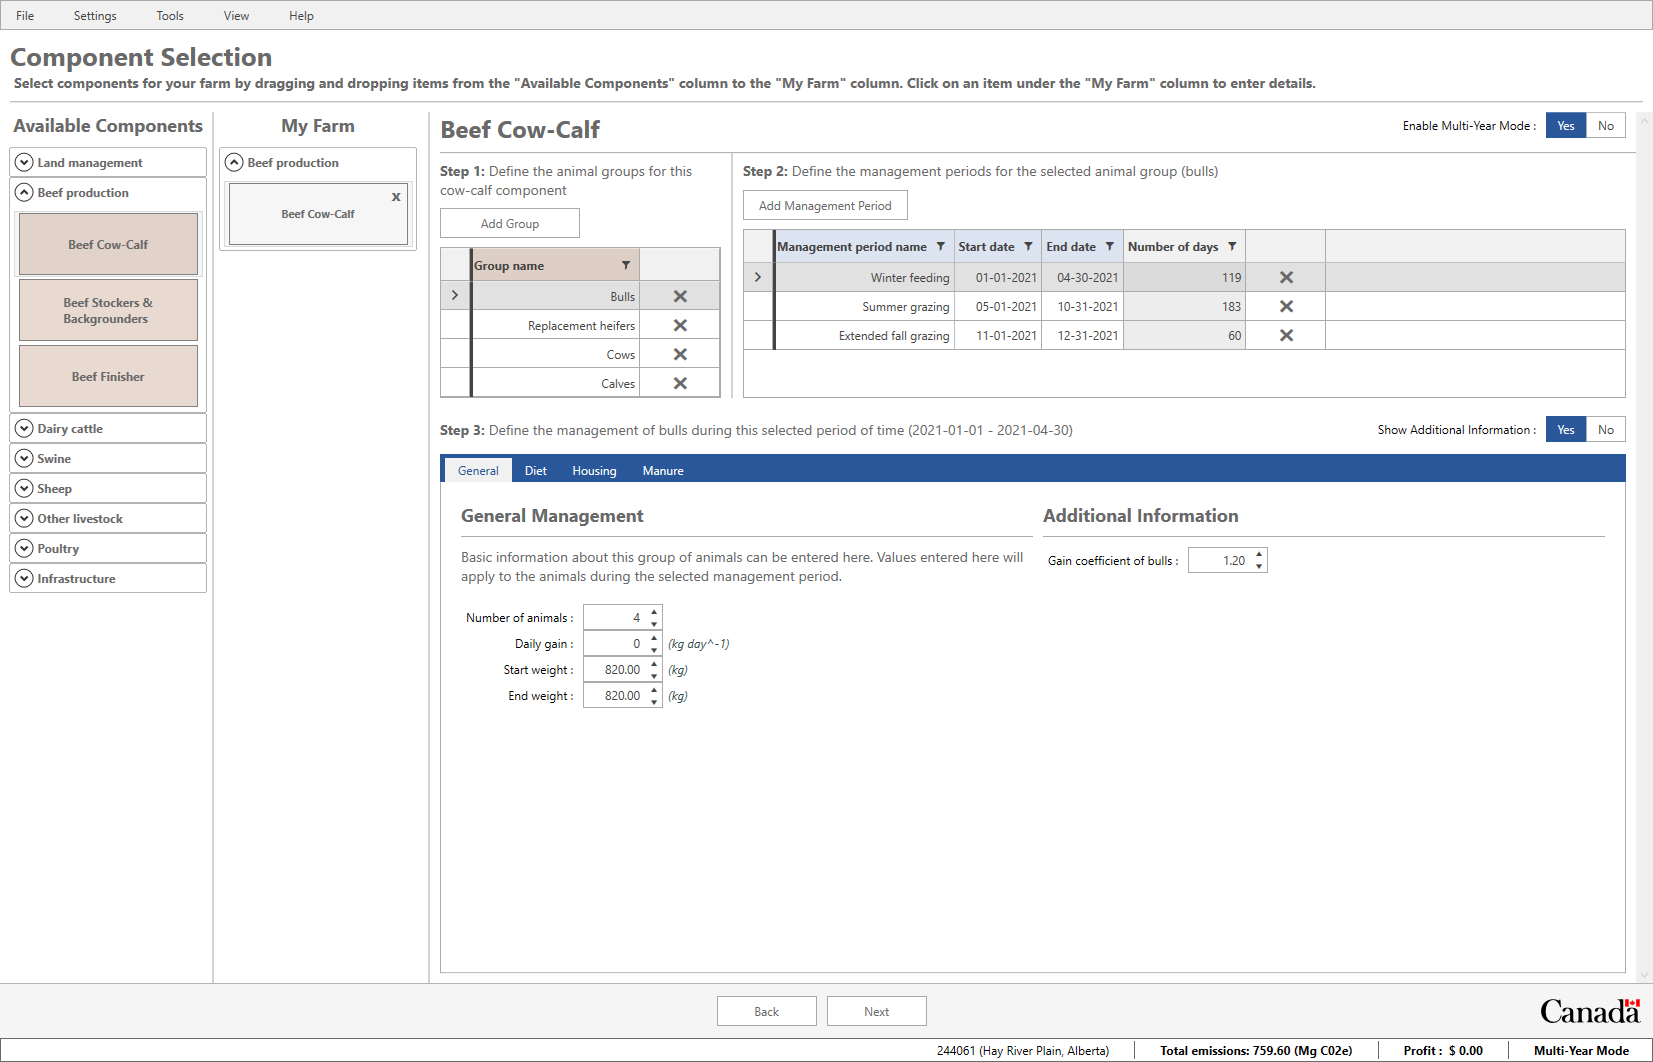 File Settings Tools View Help
Component Selection
Select components for your farm by dragging and dropping items from the "Available Components" column to the "My Farm" column. Click on an item under the "My Farm" column to enter details.
Available Components
Land management
Beef production
Beef Cow-Calf
Beef Stockers &
Backgrounders
Beef Finisher
Dairy cattle
Swine
Sheep
Other livestock
Poultry
Infrastructure
My Farm
Beef production
x
Beef Cow-Calf
Beef Cow-Calf
Enable Multi-Year Mode : Yes No
Step 1: Define the animal groups for this
cow-calf component
Add Group
Group name
Bulls
Replacement heifers
Cows
Calves
Step 2: Define the management periods for the selected animal group (bulls)
Add Management Period
Management period name Start date End date Number of days
Winter feeding 01-01-2021 04-30-2021 119
Summer grazing 05-01-2021 10-31-2021 183
Extended fall grazing 11-01-2021 12-31-2021 60
Step 3: Define the management of bulls during this selected period of time (2021-01-01 - 2021-04-30)
Show Additional Information : Yes No
General Diet Housing Manure
General Management
Basic information about this group of animals can be entered here. Values entered here will
apply to the animals during the selected management period.
Number of animals : 4
Daily gain : 0 (kg day^-1)
Start weight : 820.00 (kg)
End weight : 820.00 (kg)
Additional Information
Gain coefficient of bulls : 1.20
Back Next
Canada
244061 (Hay River Plain, Alberta) Total emissions: 759.60 (Mg C02e) Profit : $ 0.00 Multi-Year Mode